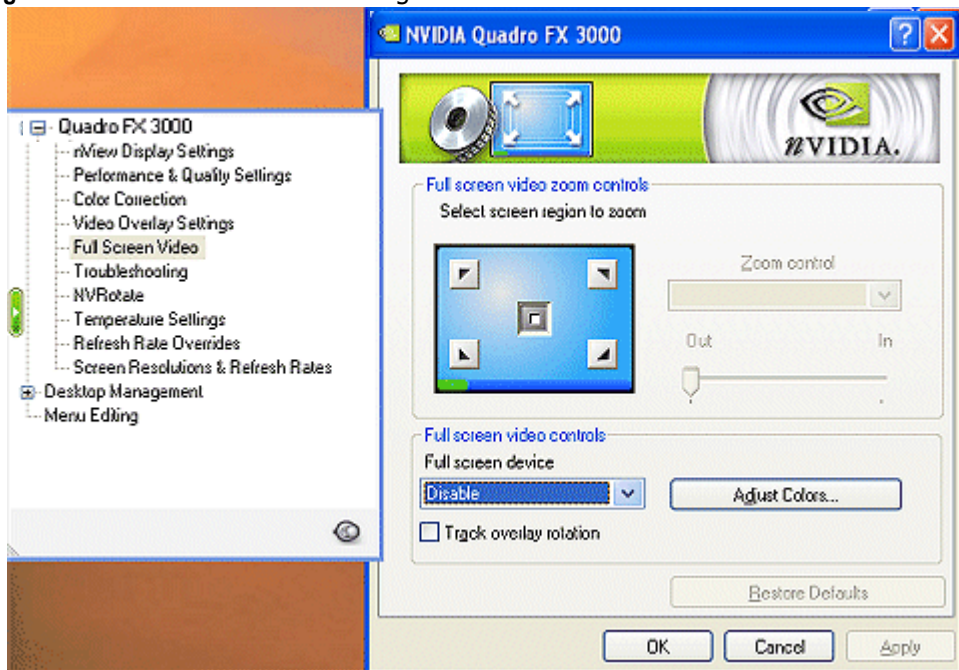 Quadro FX 3000
nView Display Settings
Performance & Quality Settings
Color Correction
Video Overlay Settings
Full Screen Video
Troubleshooting
NVRotate
Temperature Settings
Refresh Rate Overrides
Screen Resolutions & Refresh Rates
Desktop Management
Menu Editing
NVIDIA Quadro FX 3000
nVIDIA.
Full screen video zoom controls
Select screen region to zoom
Zoom control
Out In
Full screen video controls
Full screen device
Disable
Adjust Colors...
Track overlay rotation
Restore Defaults
OK Cancel Apply